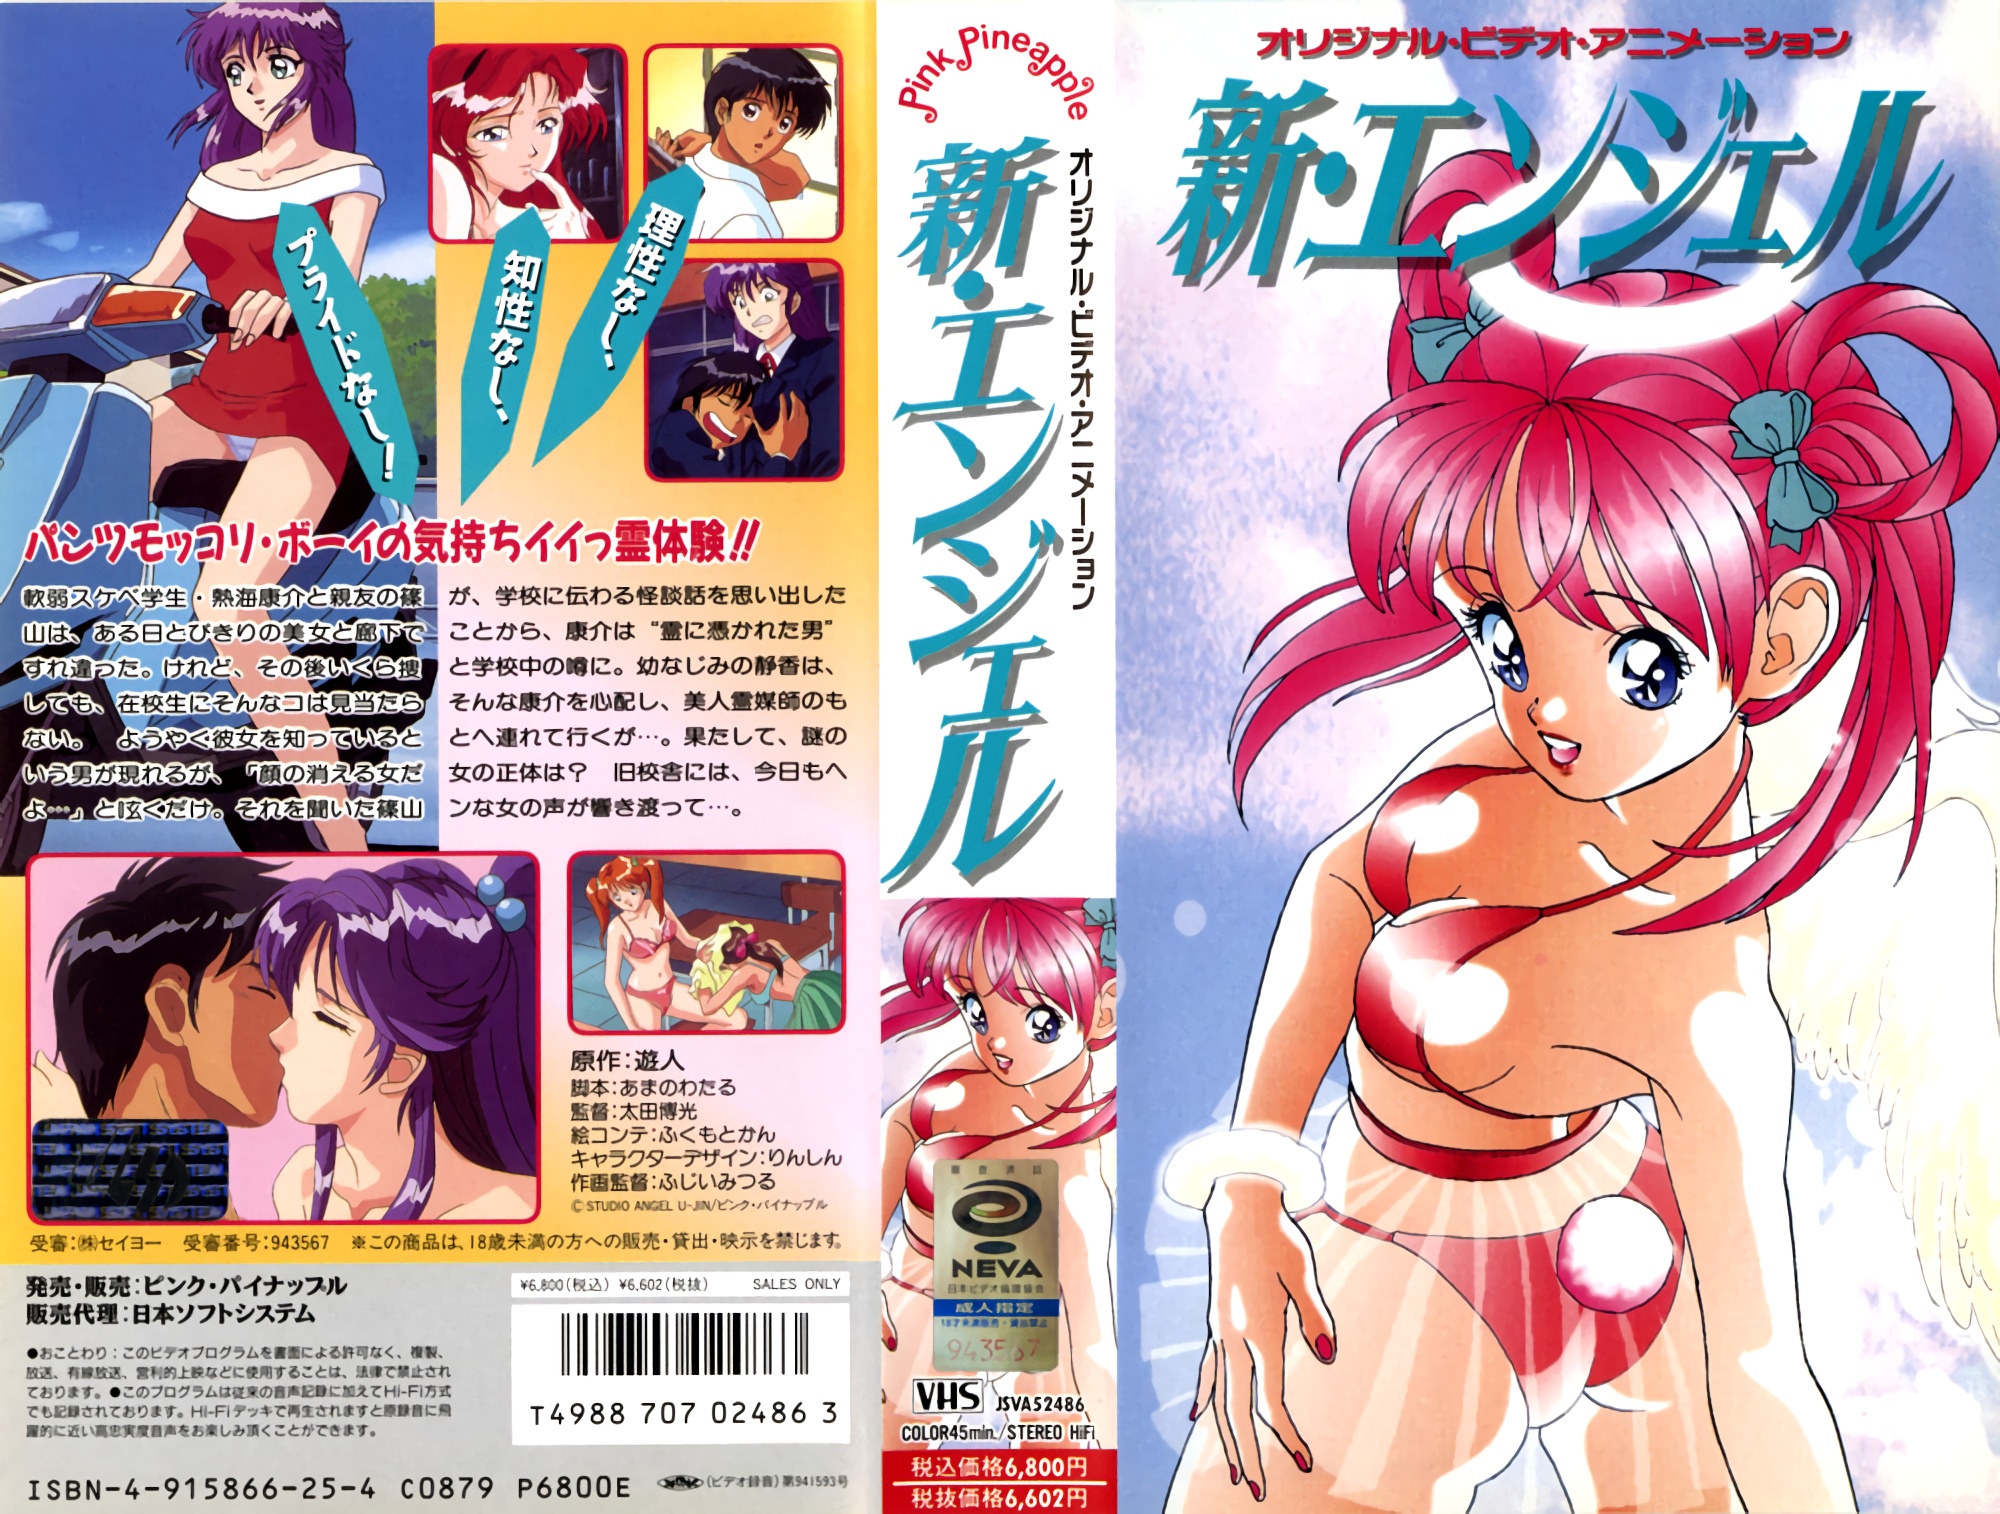 プライドなし!
知性なし、
理性なし、
パンツモッコリ・ボーイの気持ちイイっ霊体験!!
軟弱スケベ学生・熱海康介と親友の篠
山は、ある日とびきりの美女と廊下で
すれ違った。けれど、その後いくら捜
しても、在校生にそんなコは見当たら
ない。 ようやく彼女を知っていると
いう男が現れるが、「顔の消える女だ
よ…」と呟くだけ。それを聞いた篠山
が、学校に伝わる怪談話を思い出した
ことから、康介は“霊に憑かれた男”
と学校中の噂に。幼なじみの静香は、
そんな康介を心配し、美人霊媒師のも
とへ連れて行くが…。果たして、謎の
女の正体は? 旧校舎には、今日もヘ
ンな女の声が響き渡って…。
原作:遊人
脚本:あまのわたる
監督:太田博光
絵コンテ:ふくもとかん
キャラクターデザイン:りんしん
作画監督:ふじいみつる
©STUDIO ANGEL U-JIN/ピンク・パイナップル
受審:㈱セイヨー 受審番号:943567 ※この商品は、18歳未満の方への販売・貸出・映示を禁じます。
発売・販売:ピンク・パイナップル
販売代理:日本ソフトシステム
●おことわり:このビデオプログラムを書面による許可なく、複製、
放送、有線放送、営利的上映などに使用することは、法律で禁止され
ております。●このプログラムは従来の音声記録に加えてHi-Fi方式
でも記録されております。Hi-Fiデッキで再生されますと原録音に飛
躍的に近い高忠実度音声をお楽しみ頂くことができます。
¥6,800(税込) ¥6,602(税抜) SALES ONLY
T4988 707 02486 3
ISBN-4-915866-25-4 C0879 P6800E
(ビデオ録音)第941593号
Pink Pineapple
オリジナル・ビデオ・アニメーション
新・エンジェル
審査済証
NEVA
日本ビデオ倫理協会
成人指定
943567
VHS JSVA52486
COLOR45min./STEREO HiFi
税込価格6,800円
税抜価格6,602円
オリジナル・ビデオ・アニメーション
新・エンジェル